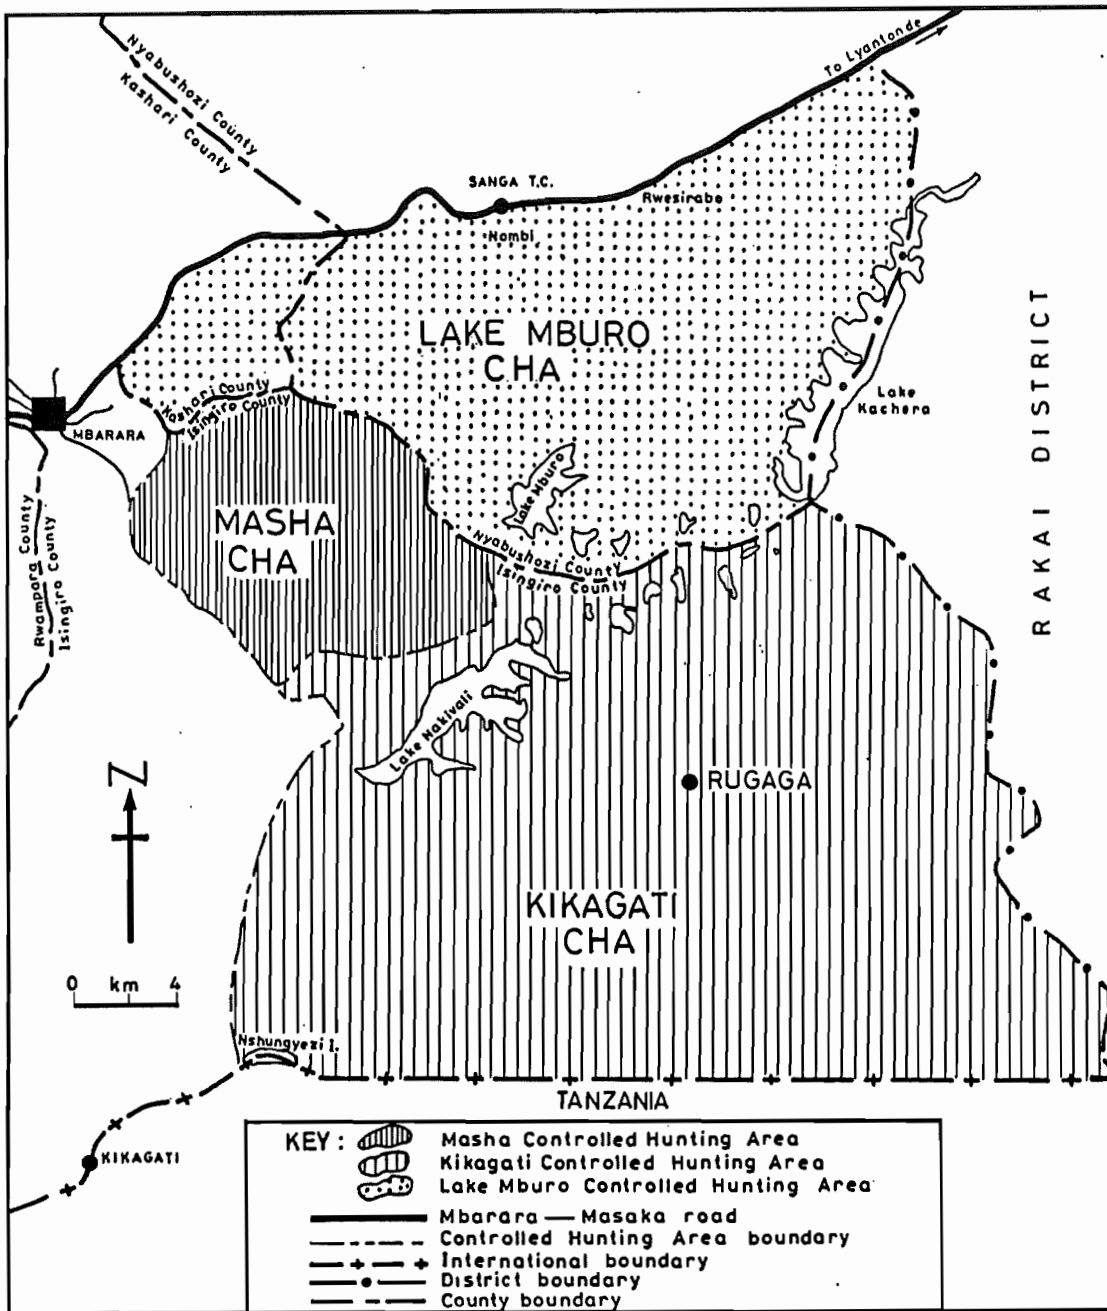 To Lyantonde
Nyabushozi County
Kashari County
SANGA T.C.
Rwesirabo
Nombi
LAKE MBURO
CHA
RAKAI DISTRICT
Lake
Kachera
Kashari County
Isingiro County
MBARARA
Lake Mburo
MASHA
CHA
Nyabushozi County
Isingiro County
Rwampara County
Isingiro County
Lake Nakivali
RUGAGA
N
KIKAGATI
CHA
0 km 4
Nshungyezi I.
TANZANIA
KIKAGATI
KEY :
Masha Controlled Hunting Area
Kikagati Controlled Hunting Area
Lake Mburo Controlled Hunting Area
Mbarara — Masaka road
Controlled Hunting Area boundary
International boundary
District boundary
County boundary